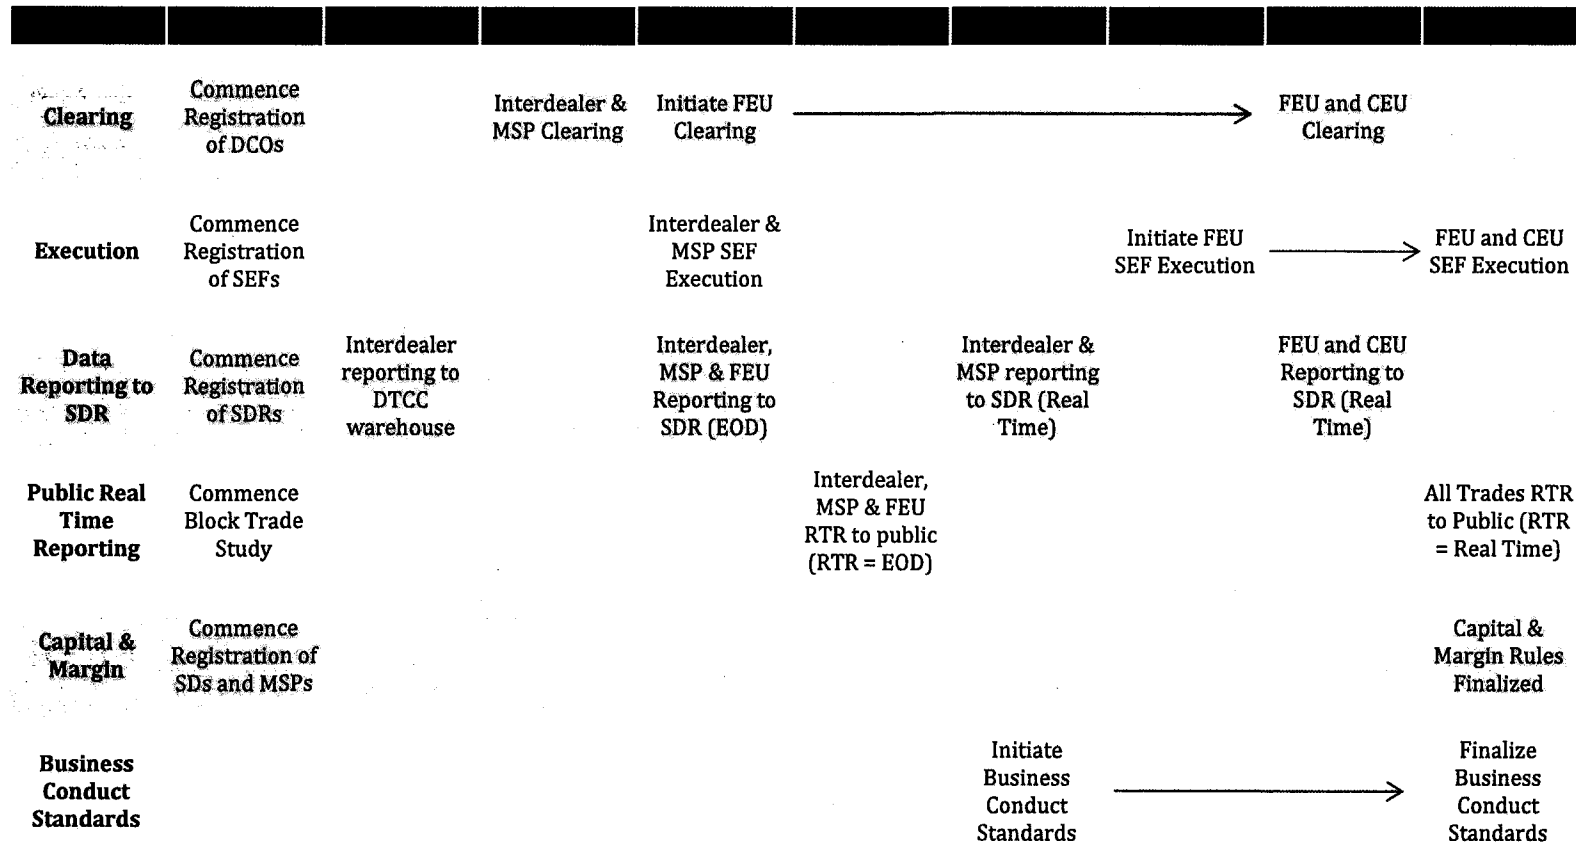 Clearing
Commence
Registration
of DCOs
Interdealer &
MSP Clearing
Initiate FEU
Clearing
FEU and CEU
Clearing
Execution
Commence
Registration
of SEFs
Interdealer &
MSP SEF
Execution
Initiate FEU
SEF Execution
FEU and CEU
SEF Execution
Data
Reporting to
SDR
Commence
Registration
of SDRs
Interdealer
reporting to
DTCC
warehouse
Interdealer,
MSP & FEU
Reporting to
SDR (EOD)
Interdealer &
MSP reporting
to SDR (Real
Time)
FEU and CEU
Reporting to
SDR (Real
Time)
Public Real
Time
Reporting
Commence
Block Trade
Study
Interdealer,
MSP & FEU
RTR to public
(RTR = EOD)
All Trades RTR
to Public (RTR
= Real Time)
Capital &
Margin
Commence
Registration of
SDs and MSPs
Capital &
Margin Rules
Finalized
Business
Conduct
Standards
Initiate
Business
Conduct
Standards
Finalize
Business
Conduct
Standards